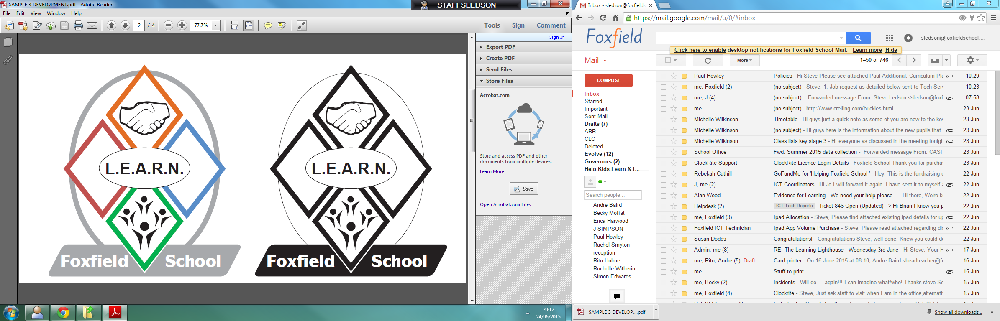 SAMPLE 3 DEVELOPMENT.pdf - Adobe Reader
STAFFSLEDSON
File Edit View Window Help
2 / 4 77.7%
Tools Sign Comment
Sign In
Export PDF
Create PDF
Send Files
Store Files
Acrobat.com
Store and access PDF and other
documents from multiple devices.
Learn More
Save
Open Acrobat.com Files
L.E.A.R.N.
Foxfield School
L.E.A.R.N.
Foxfield School
20:12
24/06/2015
Inbox - sledson@foxfields
https://mail.google.com/mail/u/0/#inbox
Foxfield
sledson@foxfieldschool....
Click here to enable desktop notifications for Foxfield School Mail. Learn more Hide
Mail
More
1–50 of 746
COMPOSE
Inbox
Starred
Important
Sent Mail
Drafts (7)
ARR
CLC
Deleted
Evolve (12)
Governors (2)
Help Kids Learn & I...
Search people...
Andre Baird
Becky Moffat
Erica Harwood
J SIMPSON
Paul Howley
Rachel Smyton
reception
Ritu Hulme
Rochelle Witherin...
Simon Edwards
Paul Howley Policies - Hi Steve Please see attached Paul Additional: Curriculum Pla 10:29
me, Foxfield (2) (no subject) - Steve, 1. Job request as detailed below sent to Tech Serv 10:23
me, J (4) (no subject) - Forwarded message From: Steve Ledson <sledson@foxf 07:58
me (no subject) - http://www.crelling.com/buckles.html 23 Jun
Michelle Wilkinson Timetable - Hi guys just a quick note as some of you are new to the key 23 Jun
Michelle Wilkinson (no subject) - Hi guys here is the information about the new pupils that 23 Jun
Michelle Wilkinson Class lists key stage 3 - HI everyone as discussed in the meeting tonigh 23 Jun
School Office Fwd: Summer 2015 data collection - Forwarded message From: CASF 23 Jun
ClockRite Support ClockRite Licence Login Details - Foxfield School Thank you for purcha 23 Jun
Rebekah Cuthill GoFundMe for 'Helping Foxfield School ' - Hey, This is the fundraising 22 Jun
J, me (2) ICT Coordinators - Hi Jo I will forward it again. I have sent it to myself 22 Jun
Alan Wood Evidence for Learning - We need your help please... - Hi there, We're k 22 Jun
Helpdesk (2) ICT Tech Reports Ticket 846 Open (Updated) --> Hi Brian I know you p 22 Jun
me, Foxfield (3) Ipad Allocation - Steve, Please find attached existing ipad details for up 22 Jun
Foxfield ICT Technician Ipad App Volume Purchase - Steve, Please read attached regarding dis 22 Jun
Susan Dodds Congratulations! - Congratulations Steve, well done. Knew you could do 22 Jun
Admin, me (8) RE: The Learning Lighthouse - Wednesday 3rd June - Hi Steve, Your H 17 Jun
me, Ritu, Andre (5), Draft Card printer - On 16 June 2015 at 08:10, Andre Baird <headteacher@fo 16 Jun
me Stuff to print 15 Jun
me, Becky (2) Incidents - Will do.....again!!! I can imagine what/who! Thanks steve Se 15 Jun
me, Foxfield (4) Clockrite - Steve, Just ask staff to visit when I am in the office,alternati 15 Jun
SAMPLE 3 DEVELOP....pdf
Show all downloads...